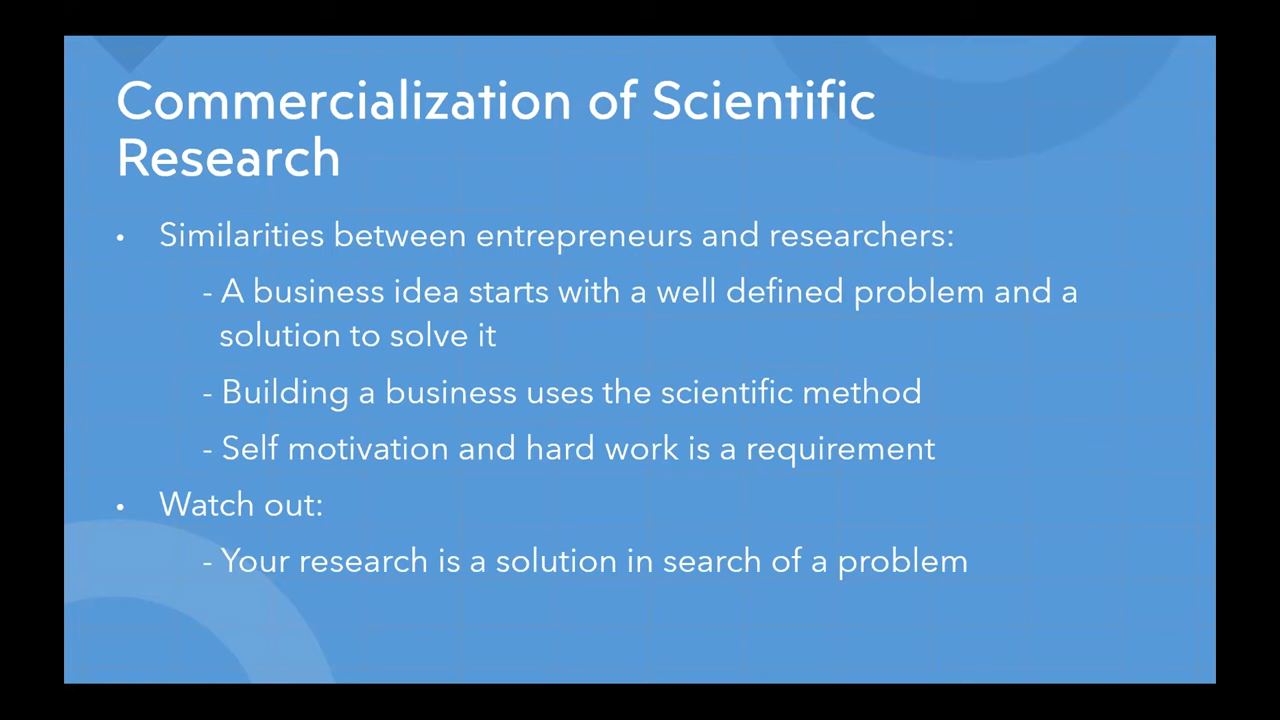 Commercialization of Scientific
Research
• Similarities between entrepreneurs and researchers:
- A business idea starts with a well defined problem and a
solution to solve it
- Building a business uses the scientific method
- Self motivation and hard work is a requirement
• Watch out:
- Your research is a solution in search of a problem